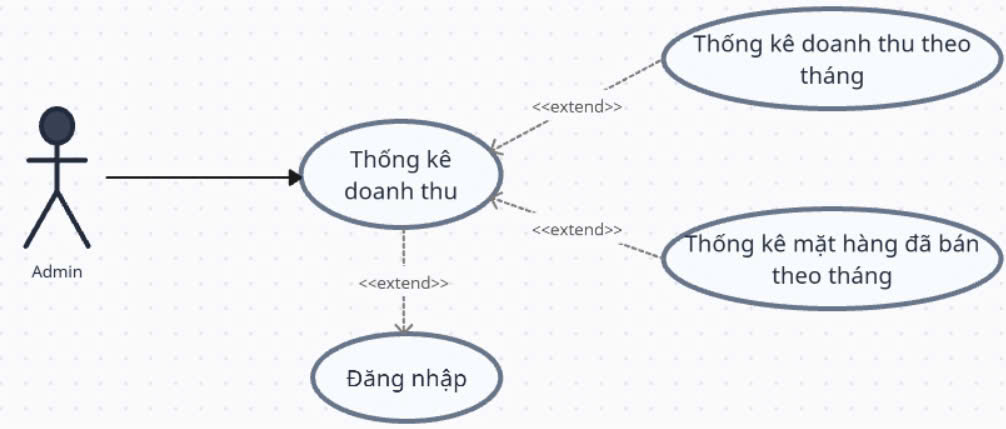 Thống kê doanh thu theo
tháng
<<extend>>
Thống kê
doanh thu
<<extend>>
Thống kê mặt hàng đã bán
theo tháng
Admin
<<extend>>
Đăng nhập